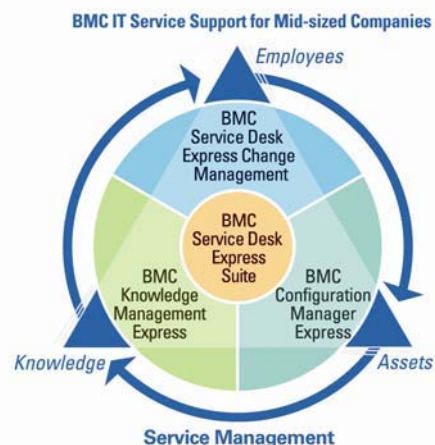 BMC IT Service Support for Mid-sized Companies
Employees
BMC
Service Desk
Express Change
Management
BMC
Service Desk
Express
Suite
BMC
Knowledge
Management
Express
BMC
Configuration
Manager
Express
Knowledge
Assets
Service Management